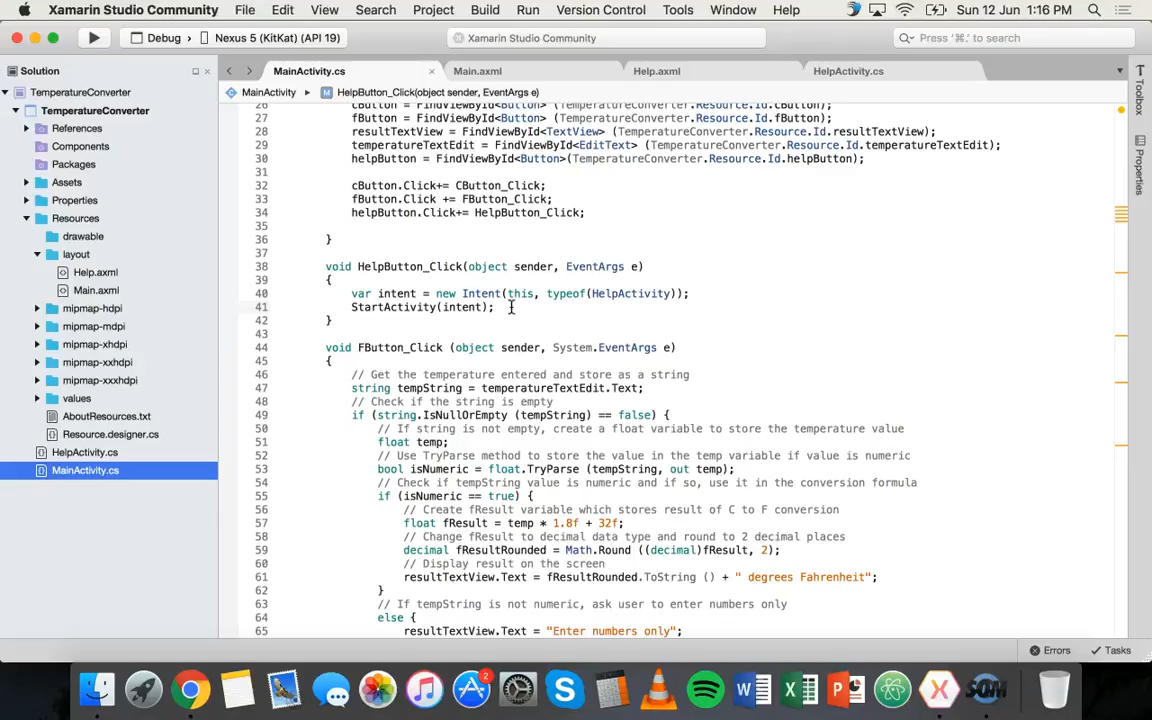 Xamarin Studio Community File Edit View Search Project Build Run Version Control Tools Window Help Sun 12 Jun 1:16 PM
Debug Nexus 5 (KitKat) (API 19) Xamarin Studio Community Press '⌘.' to search
Solution
TemperatureConverter
TemperatureConverter
References
Components
Packages
Assets
Properties
Resources
drawable
layout
Help.axml
Main.axml
mipmap-hdpi
mipmap-mdpi
mipmap-xhdpi
mipmap-xxhdpi
mipmap-xxxhdpi
values
AboutResources.txt
Resource.designer.cs
HelpActivity.cs
MainActivity.cs
MainActivity.cs Main.axml Help.axml HelpActivity.cs
MainActivity HelpButton_Click(object sender, EventArgs e)
26 cButton = FindViewById<Button> (TemperatureConverter.Resource.Id.cButton);
27 fButton = FindViewById<Button> (TemperatureConverter.Resource.Id.fButton);
28 resultTextView = FindViewById<TextView> (TemperatureConverter.Resource.Id.resultTextView);
29 temperatureTextEdit = FindViewById<EditText> (TemperatureConverter.Resource.Id.temperatureTextEdit);
30 helpButton = FindViewById<Button>(TemperatureConverter.Resource.Id.helpButton);
31
32 cButton.Click+= CButton_Click;
33 fButton.Click += FButton_Click;
34 helpButton.Click+= HelpButton_Click;
35
36 }
37
38 void HelpButton_Click(object sender, EventArgs e)
39 {
40 var intent = new Intent(this, typeof(HelpActivity));
41 StartActivity(intent);
42 }
43
44 void FButton_Click (object sender, System.EventArgs e)
45 {
46 // Get the temperature entered and store as a string
47 string tempString = temperatureTextEdit.Text;
48 // Check if the string is empty
49 if (string.IsNullOrEmpty (tempString) == false) {
50 // If string is not empty, create a float variable to store the temperature value
51 float temp;
52 // Use TryParse method to store the value in the temp variable if value is numeric
53 bool isNumeric = float.TryParse (tempString, out temp);
54 // Check if tempString value is numeric and if so, use it in the conversion formula
55 if (isNumeric == true) {
56 // Create fResult variable which stores result of C to F conversion
57 float fResult = temp * 1.8f + 32f;
58 // Change fResult to decimal data type and round to 2 decimal places
59 decimal fResultRounded = Math.Round ((decimal)fResult, 2);
60 // Display result on the screen
61 resultTextView.Text = fResultRounded.ToString () + " degrees Fahrenheit";
62 }
63 // If tempString is not numeric, ask user to enter numbers only
64 else {
65 resultTextView.Text = "Enter numbers only";
Toolbox
Properties
Errors Tasks
2
SQM